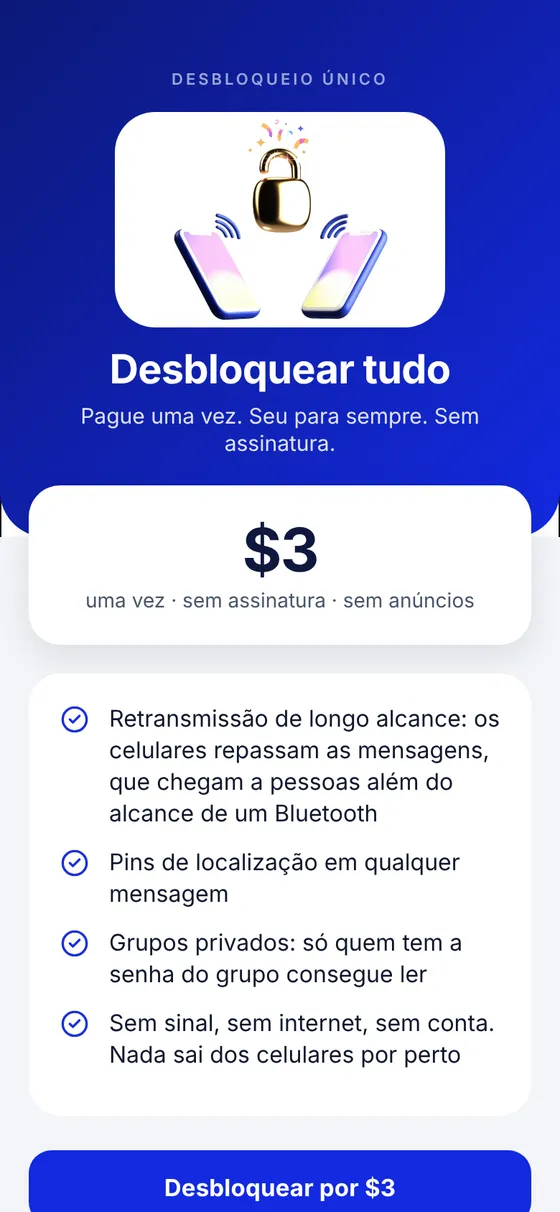 DESBLOQUEIO ÚNICO
Desbloquear tudo
Pague uma vez. Seu para sempre. Sem
assinatura.
$3
uma vez · sem assinatura · sem anúncios
Retransmissão de longo alcance: os
celulares repassam as mensagens,
que chegam a pessoas além do
alcance de um Bluetooth
Pins de localização em qualquer
mensagem
Grupos privados: só quem tem a
senha do grupo consegue ler
Sem sinal, sem internet, sem conta.
Nada sai dos celulares por perto
Desbloquear por $3